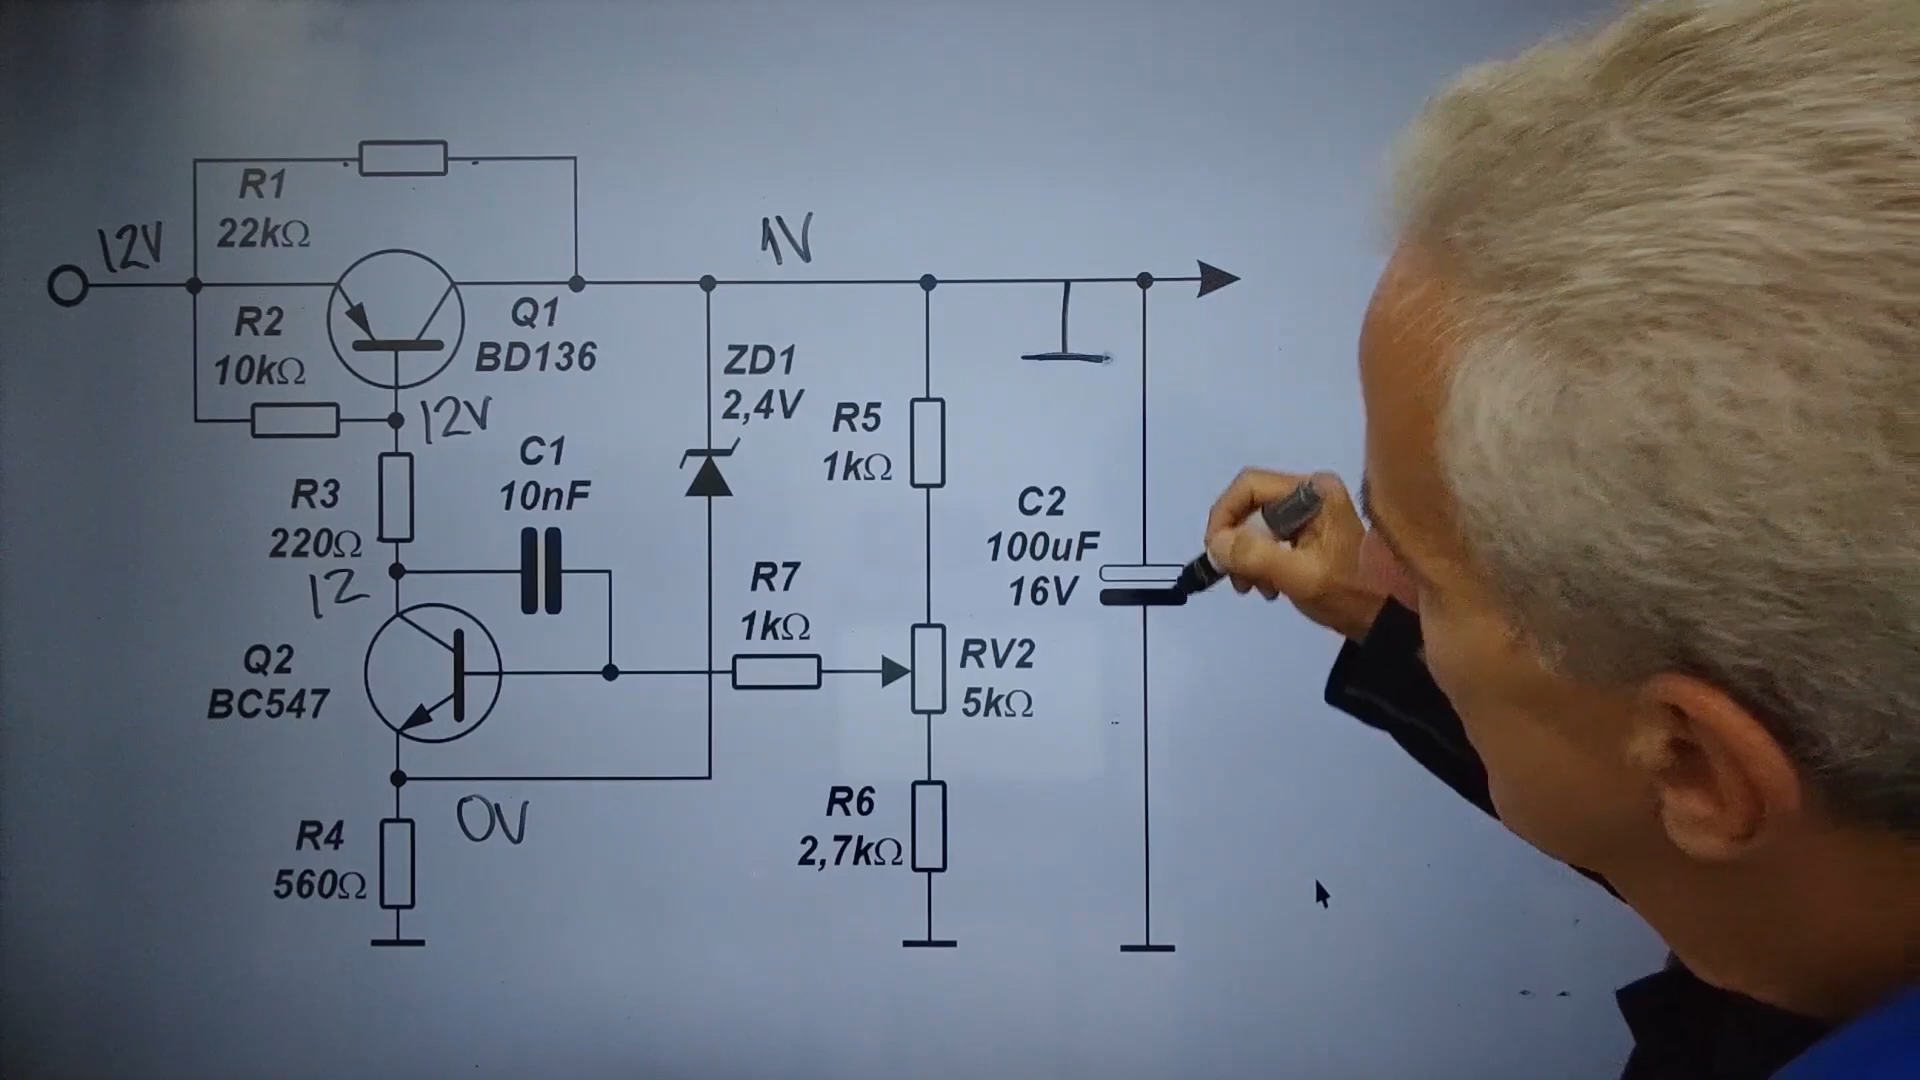 R1
22kΩ
12V
1V
R2
10kΩ
Q1
BD136
12V
ZD1
2,4V
R5
1kΩ
C1
10nF
R3
220Ω
12
C2
100uF
16V
R7
1kΩ
Q2
BC547
RV2
5kΩ
0V
R4
560Ω
R6
2,7kΩ